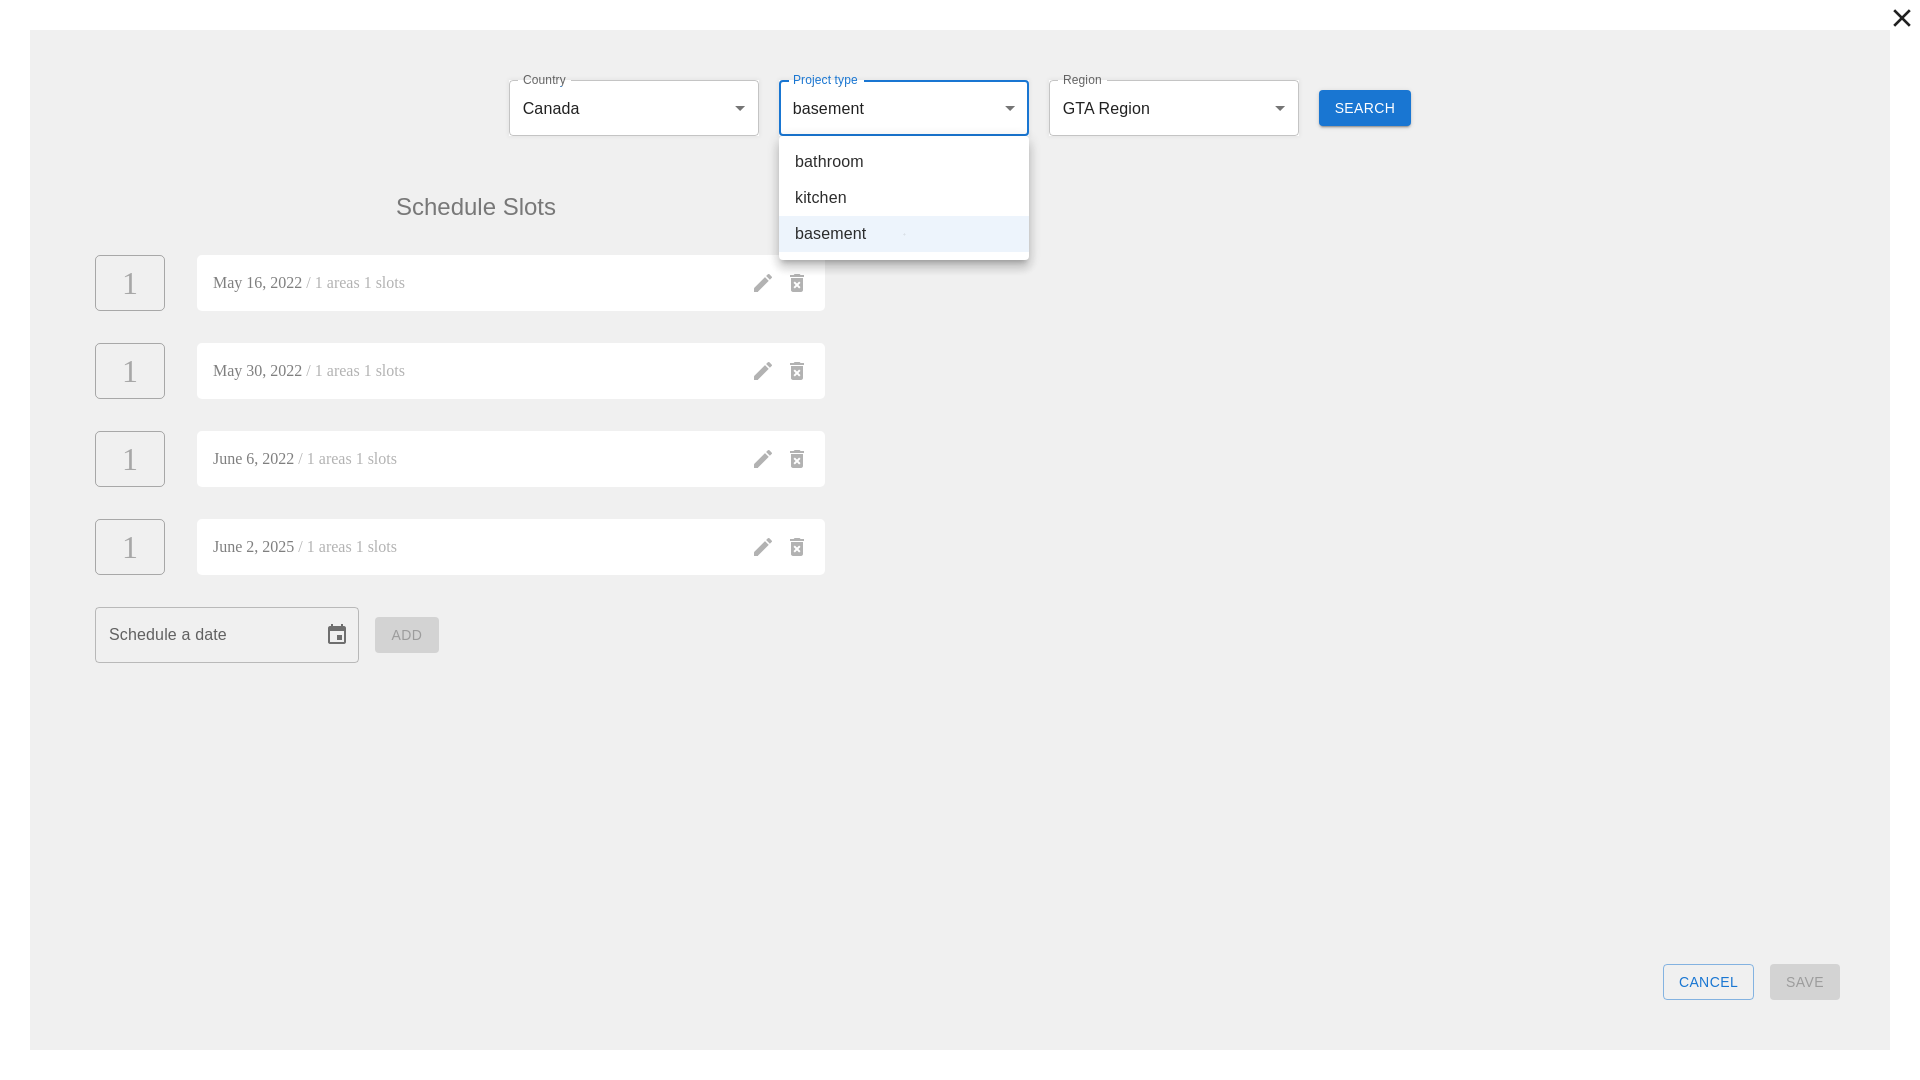 Country
Canada
Project type
basement
Region
GTA Region
SEARCH
bathroom
kitchen
basement
Schedule Slots
1
May 16, 2022 / 1 areas 1 slots
1
May 30, 2022 / 1 areas 1 slots
1
June 6, 2022 / 1 areas 1 slots
1
June 2, 2025 / 1 areas 1 slots
Schedule a date
ADD
CANCEL
SAVE